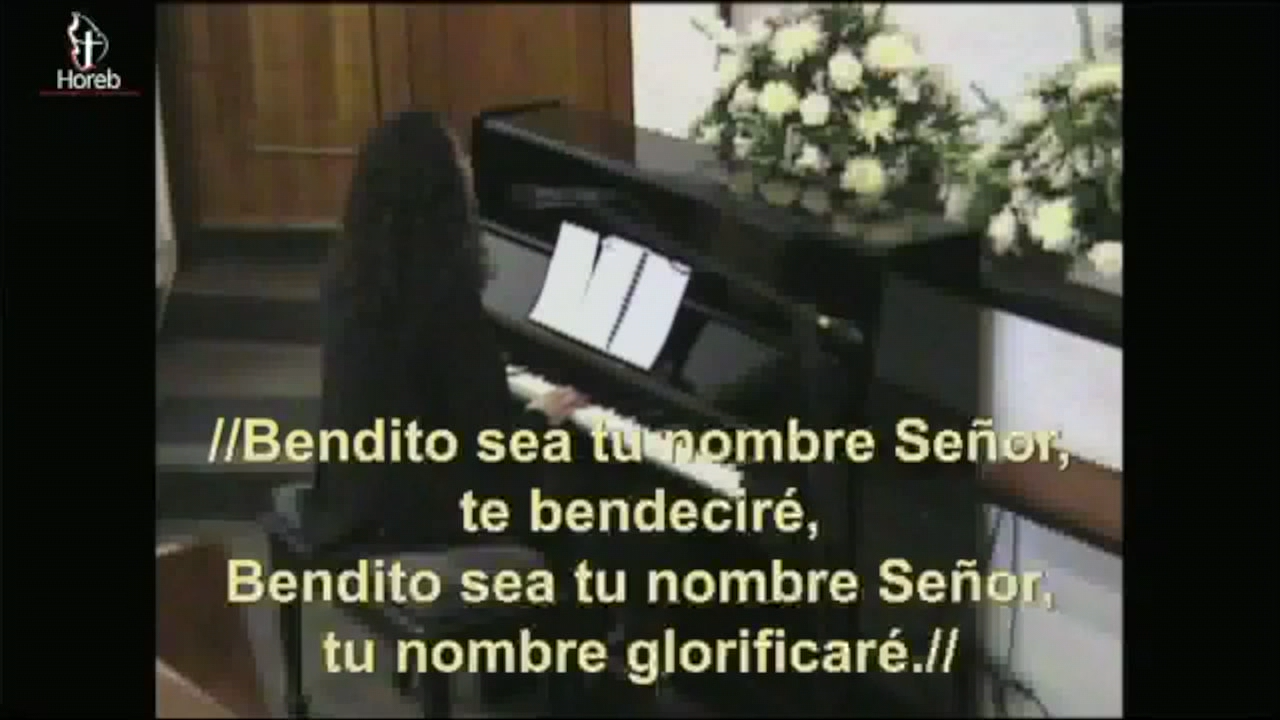 Horeb
//Bendito sea tu nombre Señor,
te bendeciré,
Bendito sea tu nombre Señor,
tu nombre glorificaré.//